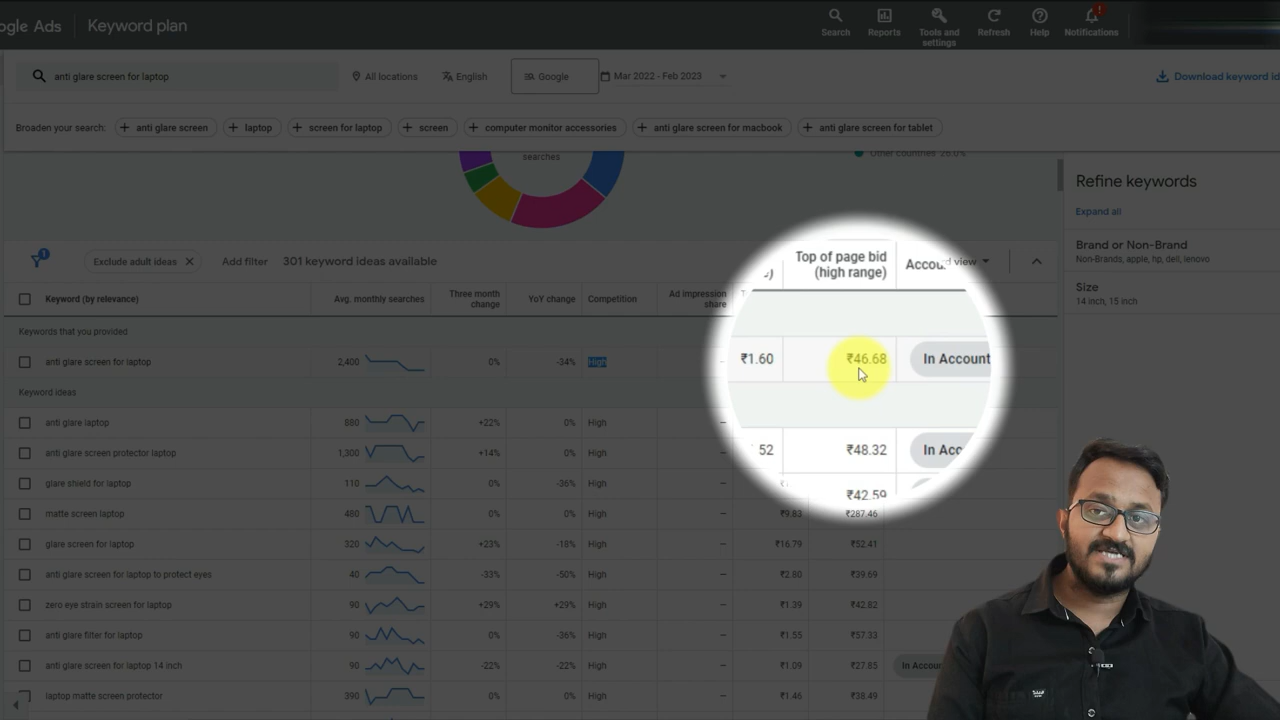 ogle Ads
Keyword plan
Search
Reports
Tools and
settings
Refresh
Help
Notifications
anti glare screen for laptop
All locations
English
Google
Mar 2022 - Feb 2023
Download keyword id
Broaden your search:
+ anti glare screen
+ laptop
+ screen for laptop
+ screen
+ computer monitor accessories
+ anti glare screen for macbook
+ anti glare screen for tablet
searches
Other countries 26.0%
Refine keywords
Expand all
Brand or Non-Brand
Non-Brands, apple, hp, dell, lenovo
Size
14 inch, 15 inch
1
Exclude adult ideas X
Add filter
301 keyword ideas available
Keyword (by relevance)
Avg. monthly searches
Three month
change
YoY change
Competition
Ad impression
share
Top of page bid
(high range)
Accou
d view
Keywords that you provided
anti glare screen for laptop 2,400 0% -34% High – ₹1.60 ₹46.68 In Account
Keyword ideas
anti glare laptop 880 +22% 0% High –
anti glare screen protector laptop 1,300 +14% 0% High – 52 ₹48.32 In Acc
glare shield for laptop 110 -36% 0% High – ₹42.59
matte screen laptop 480 0% 0% High – ₹9.83 ₹287.46
glare screen for laptop 320 +23% -18% High – ₹16.79 ₹52.41
anti glare screen for laptop to protect eyes 40 -33% -50% High – ₹2.80 ₹39.69
zero eye strain screen for laptop 90 +29% +29% High – ₹1.39 ₹42.82
anti glare filter for laptop 90 0% -36% High – ₹1.55 ₹57.33
anti glare screen for laptop 14 inch 90 -22% -22% High – ₹1.09 ₹27.85 In Accou
laptop matte screen protector 390 0% 0% High – ₹1.46 ₹38.49